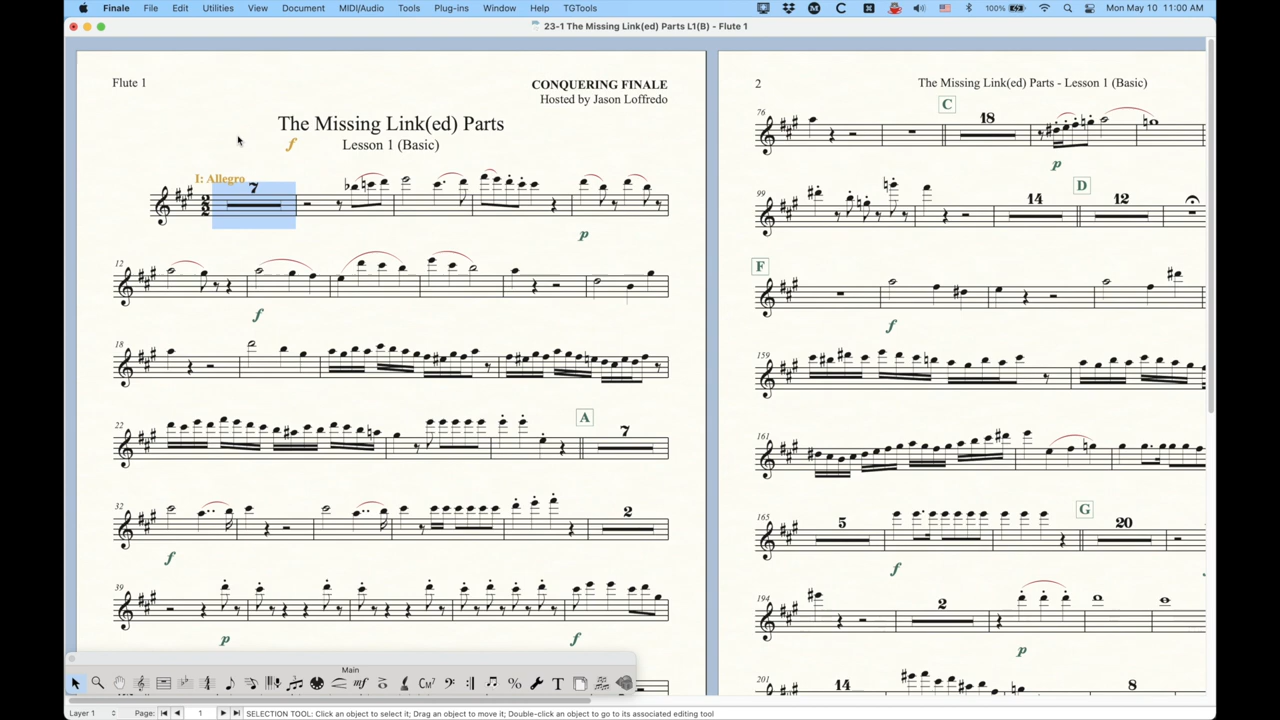 Finale File Edit Utilities View Document MIDI/Audio Tools Plug-ins Window Help TGTools 100% Mon May 10 11:00 AM
23-1 The Missing Link(ed) Parts L1(B) - Flute 1
Flute 1
CONQUERING FINALE
Hosted by Jason Loffredo
The Missing Link(ed) Parts
f
Lesson 1 (Basic)
I: Allegro
7
p
12
f
18
22
A
7
32
2
f
39
p
f
2
The Missing Link(ed) Parts - Lesson 1 (Basic)
76
C
18
p
99
14
D
12
F
f
159
161
165
5
f
G
20
194
2
p
201
14
8
Main
Layer 1 Page: 1 SELECTION TOOL: Click an object to select it; Drag an object to move it; Double-click an object to go to its associated editing tool